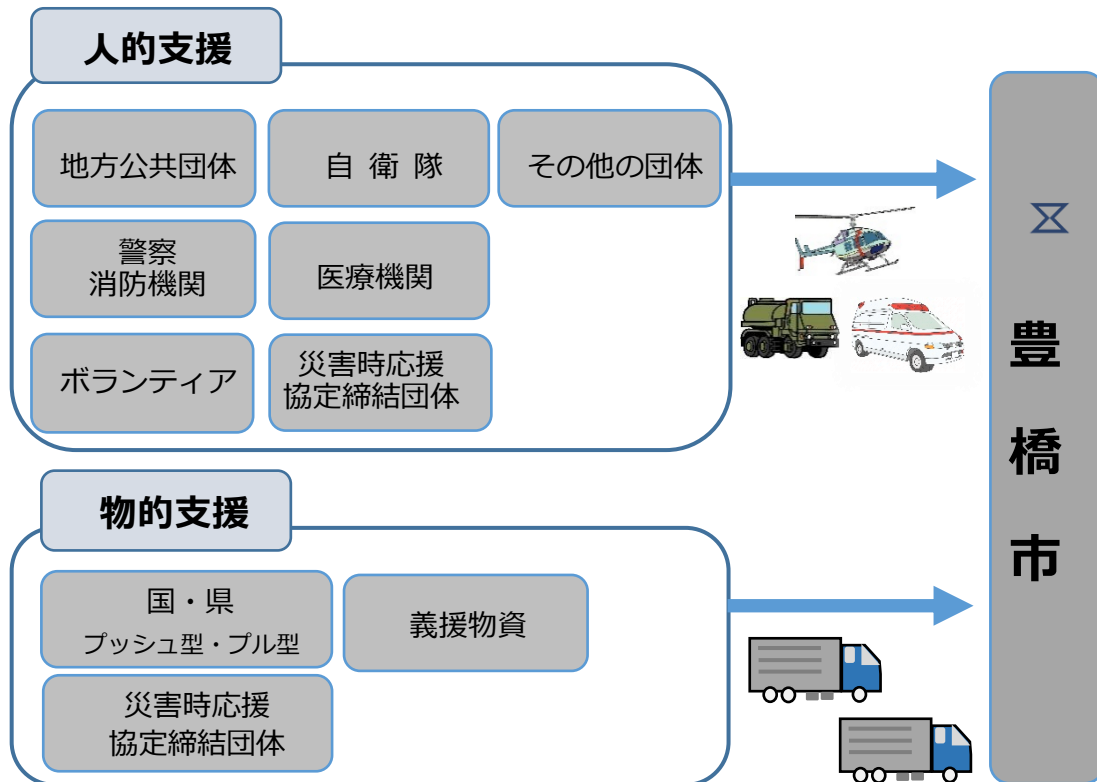 人的支援
地方公共団体
自 衛 隊
その他の団体
警察
消防機関
医療機関
ボランティア
災害時応援
協定締結団体
物的支援
国・県
プッシュ型・プル型
義援物資
災害時応援
協定締結団体
豊橋市